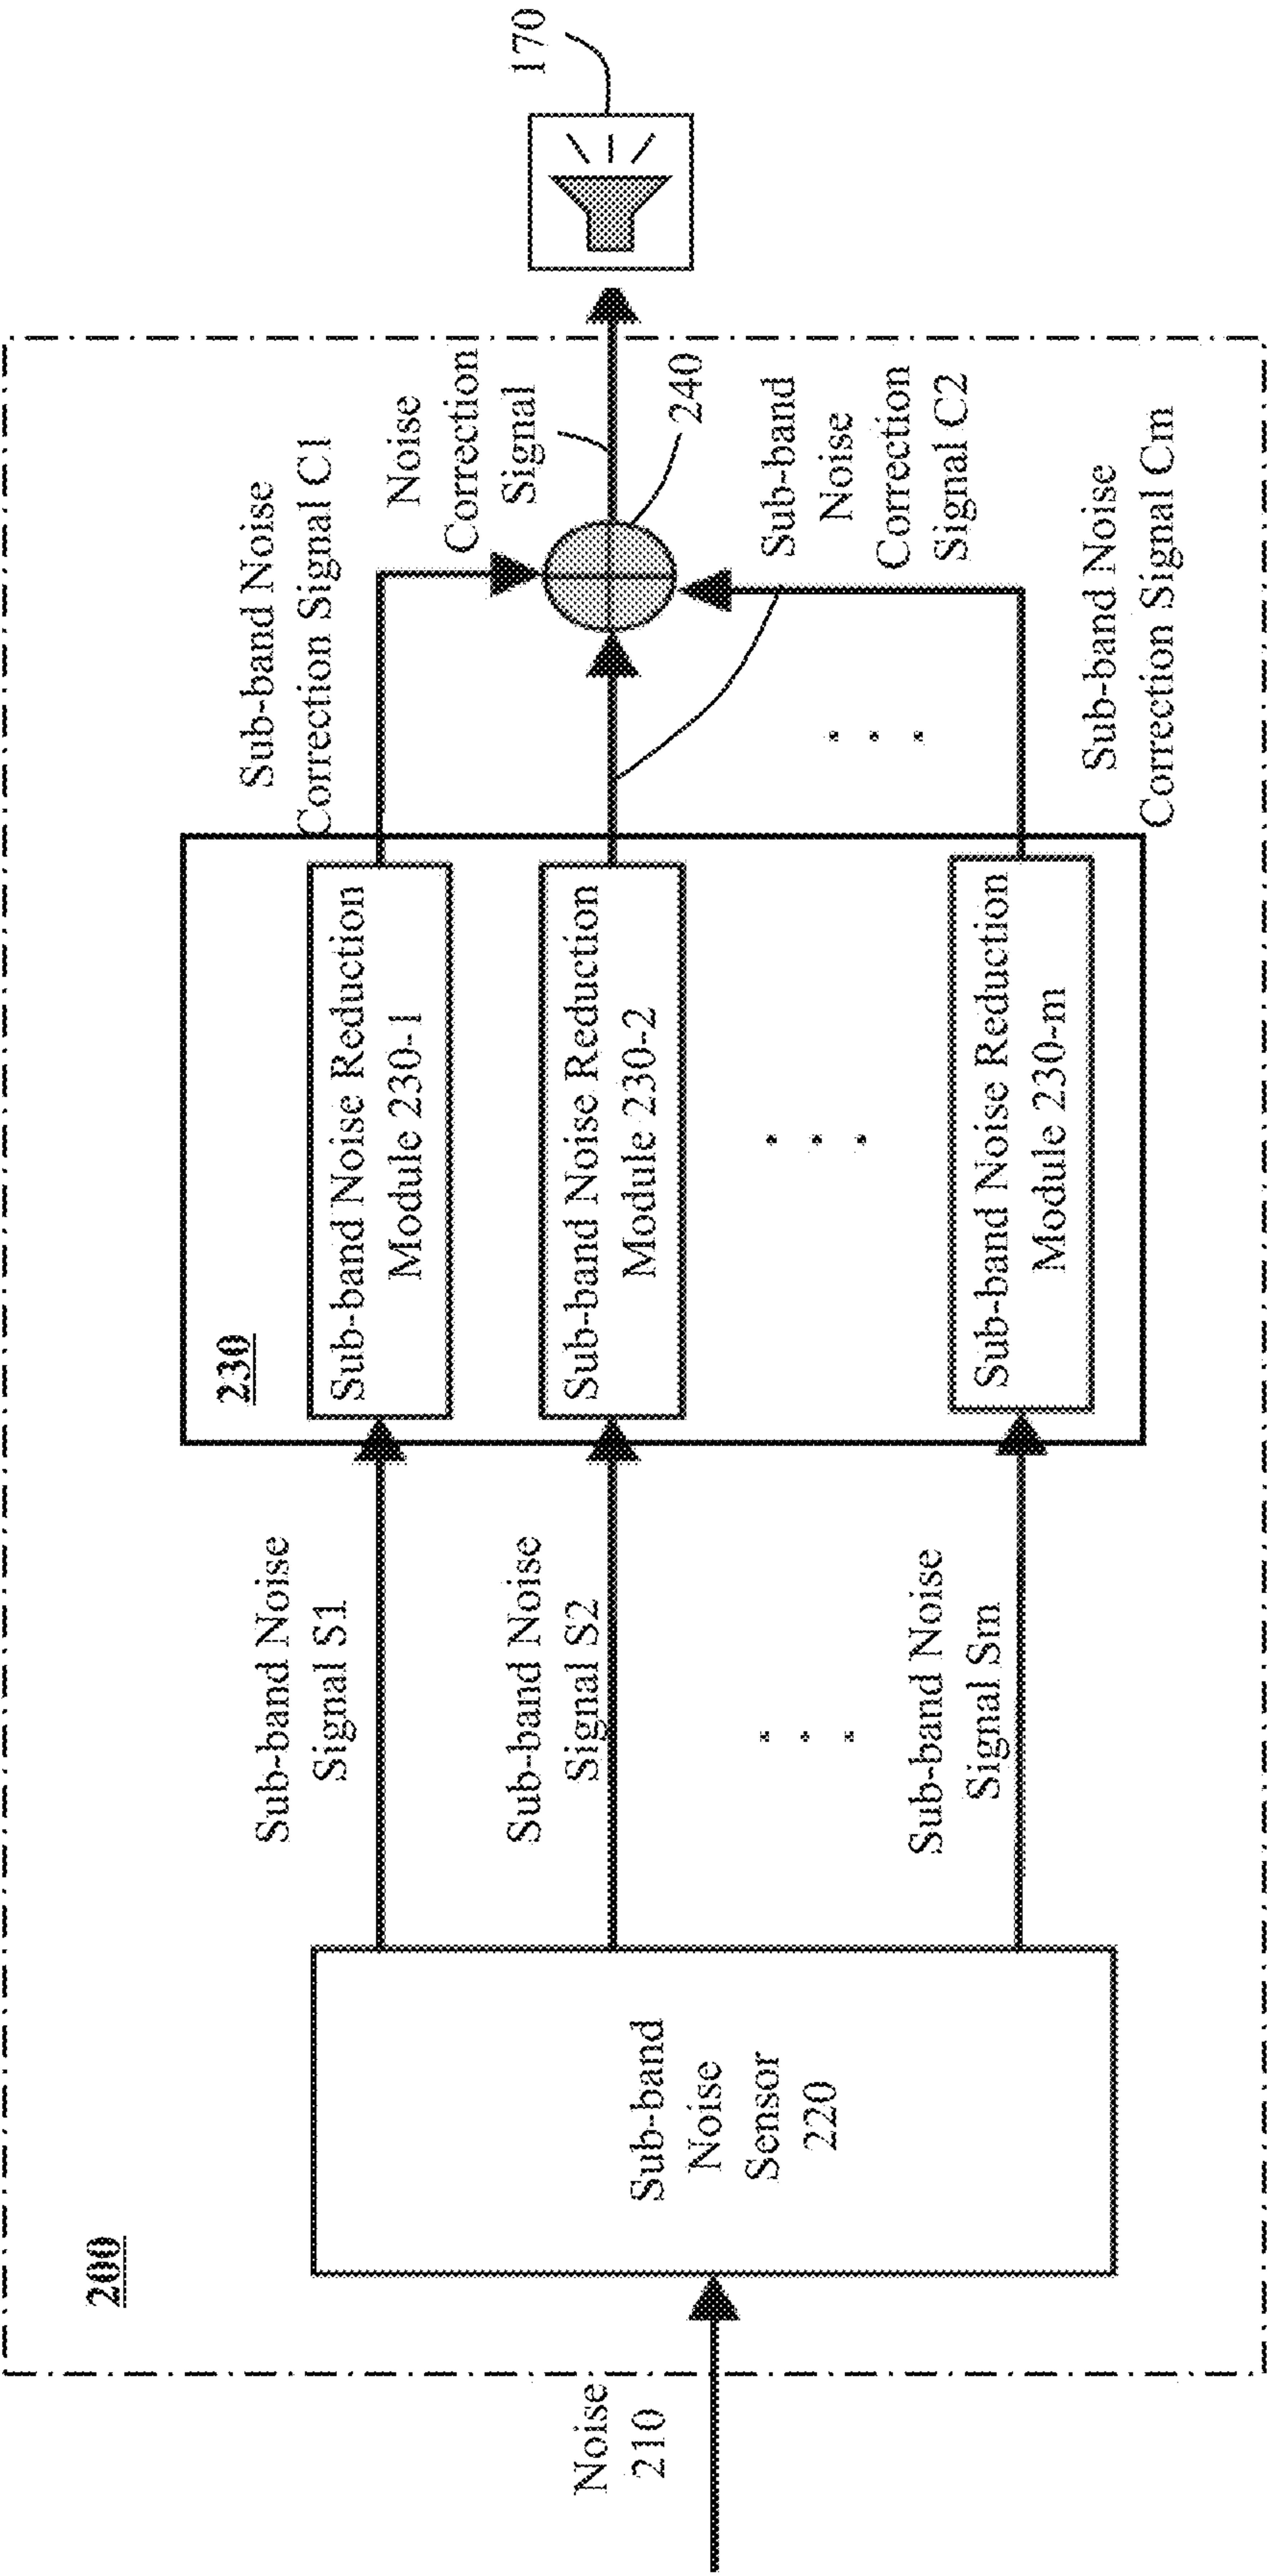 200
Noise
210
Sub-band
Noise
Sensor
220
Sub-band Noise
Signal S1
Sub-band Noise
Signal S2
. . .
Sub-band Noise
Signal Sm
230
Sub-band Noise Reduction
Module 230-1
Sub-band Noise Reduction
Module 230-2
. . .
Sub-band Noise Reduction
Module 230-m
Sub-band Noise
Correction Signal C1
Noise
Correction
Signal
240
Sub-band
Noise
Correction
Signal C2
. . .
Sub-band Noise
Correction Signal Cm
170